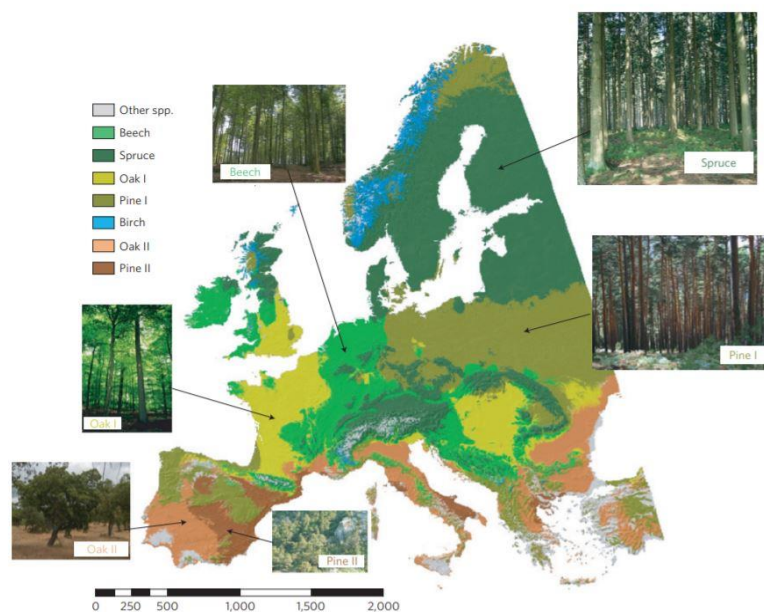 Other spp.
Beech
Spruce
Oak I
Pine I
Birch
Oak II
Pine II
Beech
Spruce
Pine I
Oak I
Oak II
Pine II
0 250 500 1,000 1,500 2,000